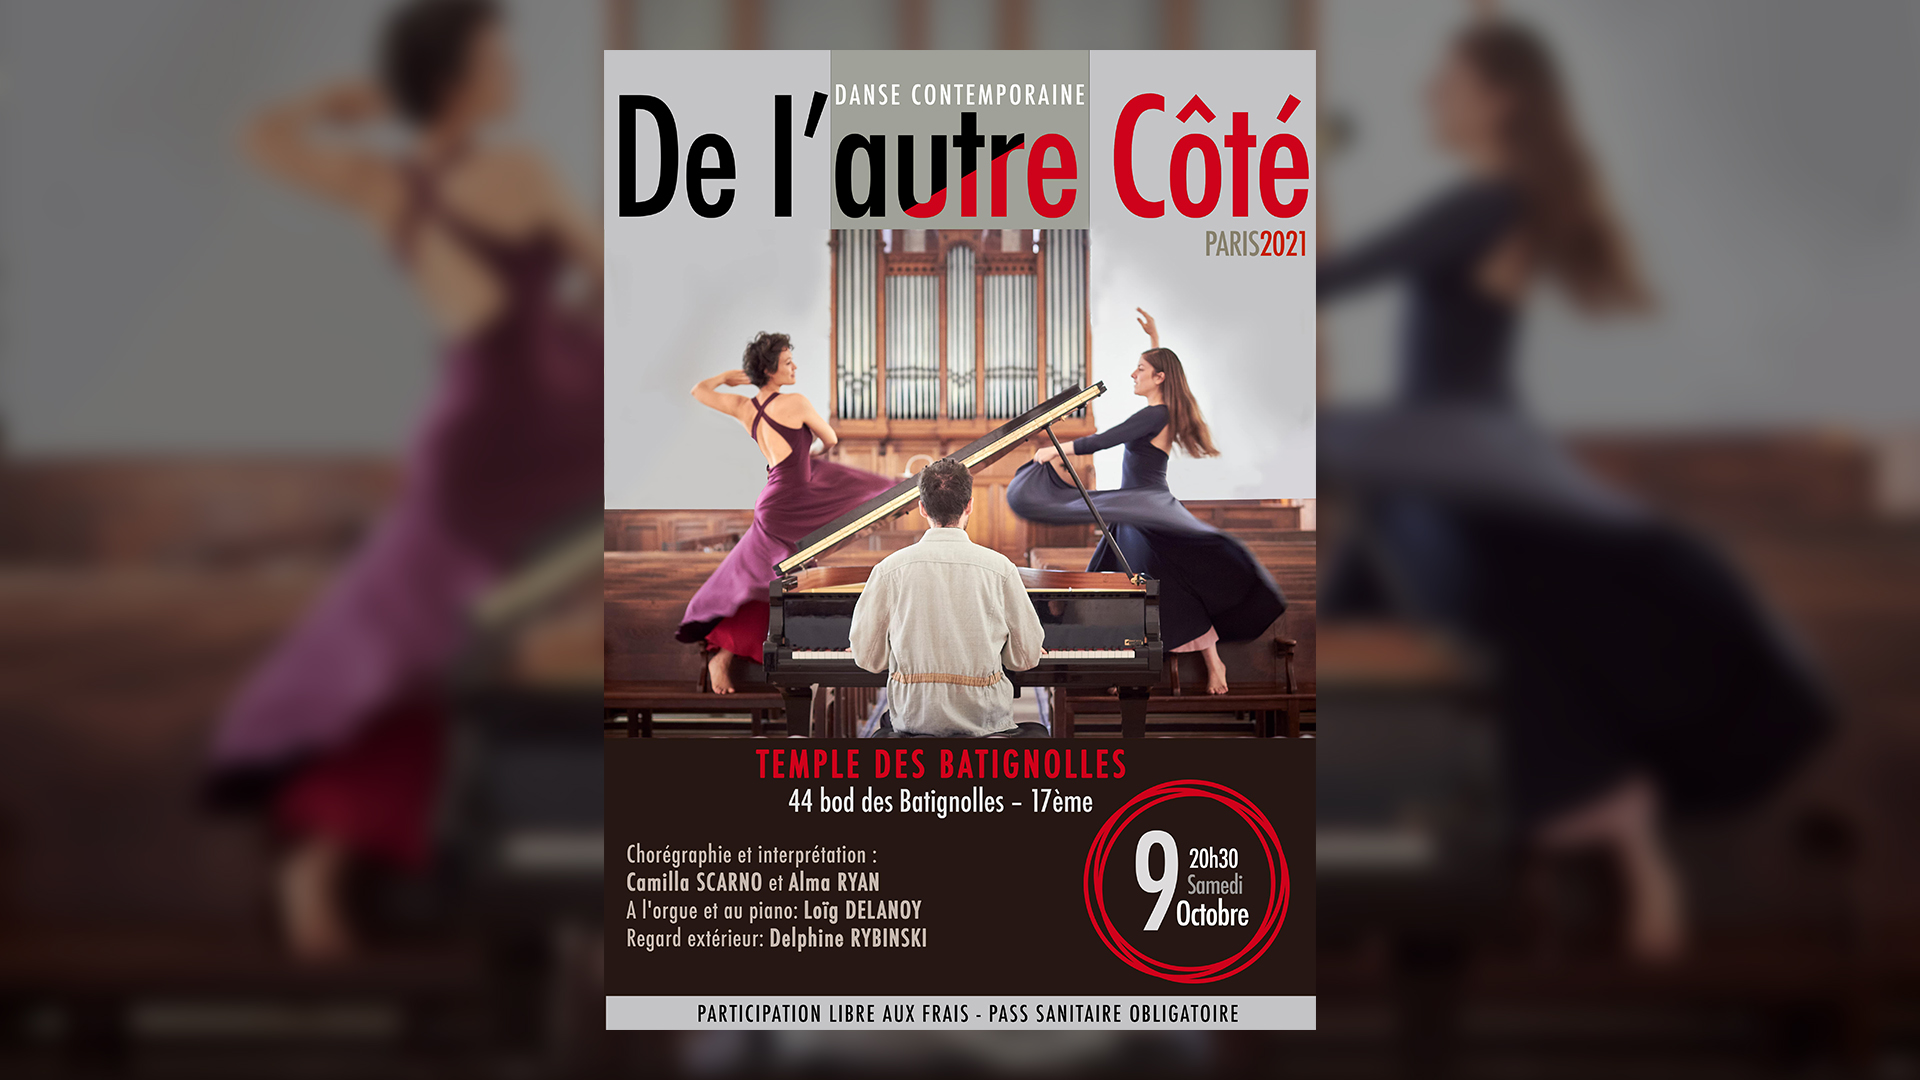 DANSE CONTEMPORAINE
De l'autre Côté
PARIS2021
TEMPLE DES BATIGNOLLES
44 bod des Batignolles – 17ème
Chorégraphie et interprétation :
Camilla SCARNO et Alma RYAN
A l'orgue et au piano: Loïg DELANOY
Regard extérieur: Delphine RYBINSKI
9
20h30
Samedi
Octobre
PARTICIPATION LIBRE AUX FRAIS - PASS SANITAIRE OBLIGATOIRE